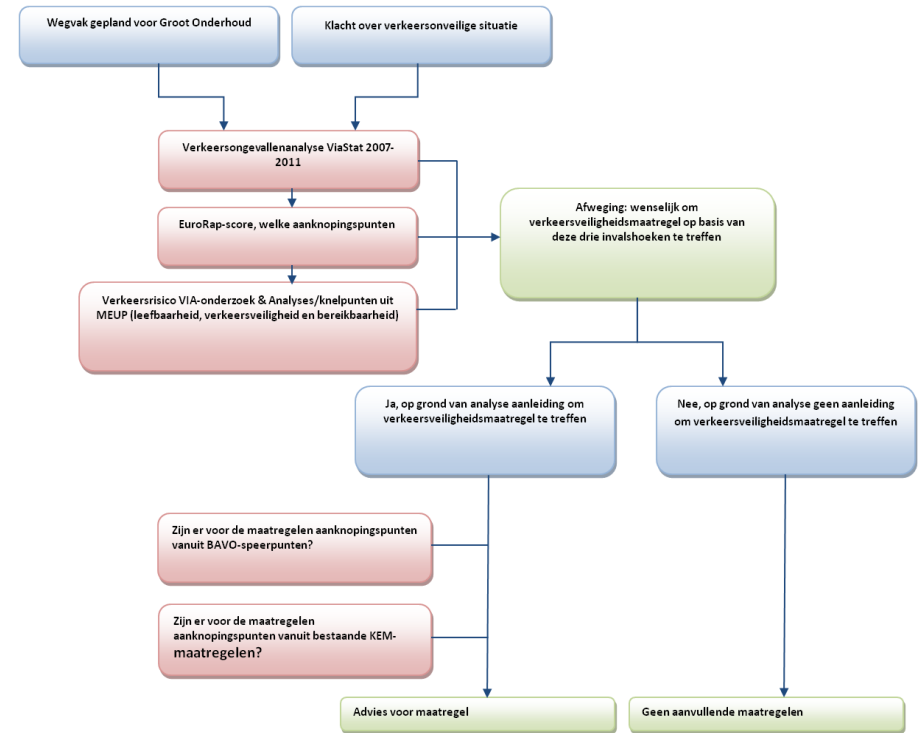 Wegvak gepland voor Groot Onderhoud
Klacht over verkeersonveilige situatie
Verkeersongevallenanalyse ViaStat 2007-
2011
EuroRap-score, welke aanknopingspunten
Verkeersrisico VIA-onderzoek & Analyses/knelpunten uit
MEUP (leefbaarheid, verkeersveiligheid en bereikbaarheid)
Afweging: wenselijk om
verkeersveiligheidsmaatregel op basis van
deze drie invalshoeken te treffen
Ja, op grond van analyse aanleiding om
verkeersveiligheidsmaatregel te treffen
Nee, op grond van analyse geen aanleiding
om verkeersveiligheidsmaatregel te treffen
Zijn er voor de maatregelen aanknopingspunten
vanuit BAVO-speerpunten?
Zijn er voor de maatregelen
aanknopingspunten vanuit bestaande KEM-
maatregelen?
Advies voor maatregel
Geen aanvullende maatregelen